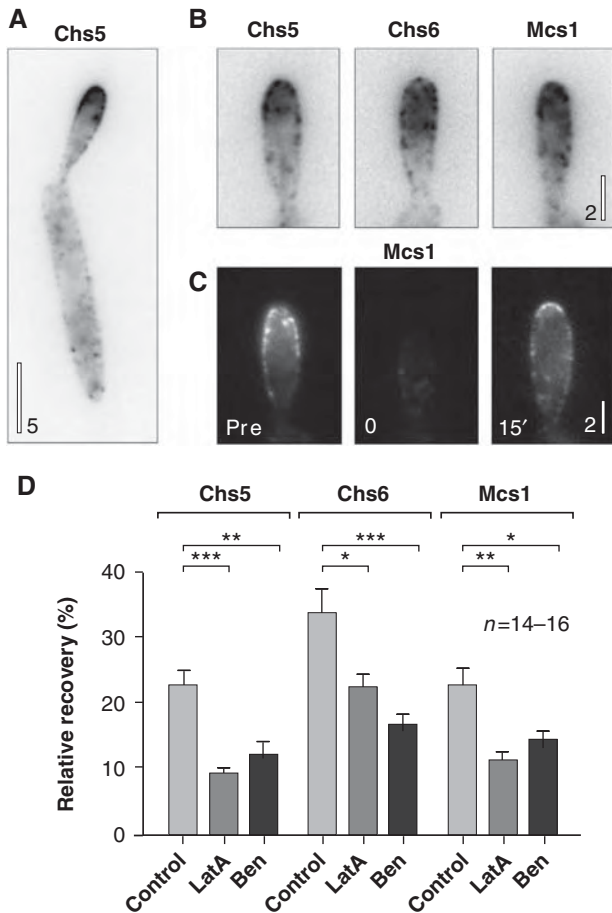 A
Chs5
5
B
Chs5 Chs6 Mcs1
2
Mcs1
C
Pre 0 15′ 2
D
Chs5 Chs6 Mcs1
** *** *
*** * **
40
30
20
10
0
Relative recovery (%)
n=14–16
Control LatA Ben Control LatA Ben Control LatA Ben